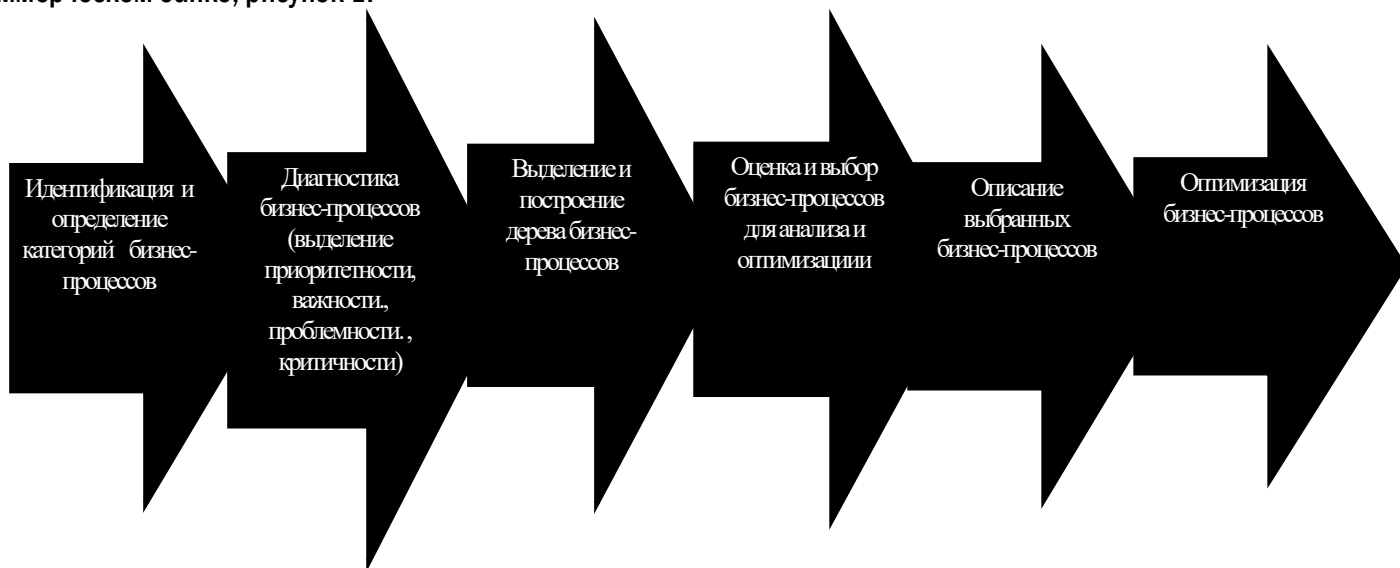 Идентификация и
определение
категорий бизнес-
процессов
Диагностика
бизнес-процессов
(выделение
приоритетности,
важности.,
проблемности. ,
критичности)
Выделение и
построение
дерева бизнес-
процессов
Оценка и выбор
бизнес-процессов
для анализа и
оптимизациии
Описание
выбранных
бизнес-процессов
Оптимизация
бизнес-процессов